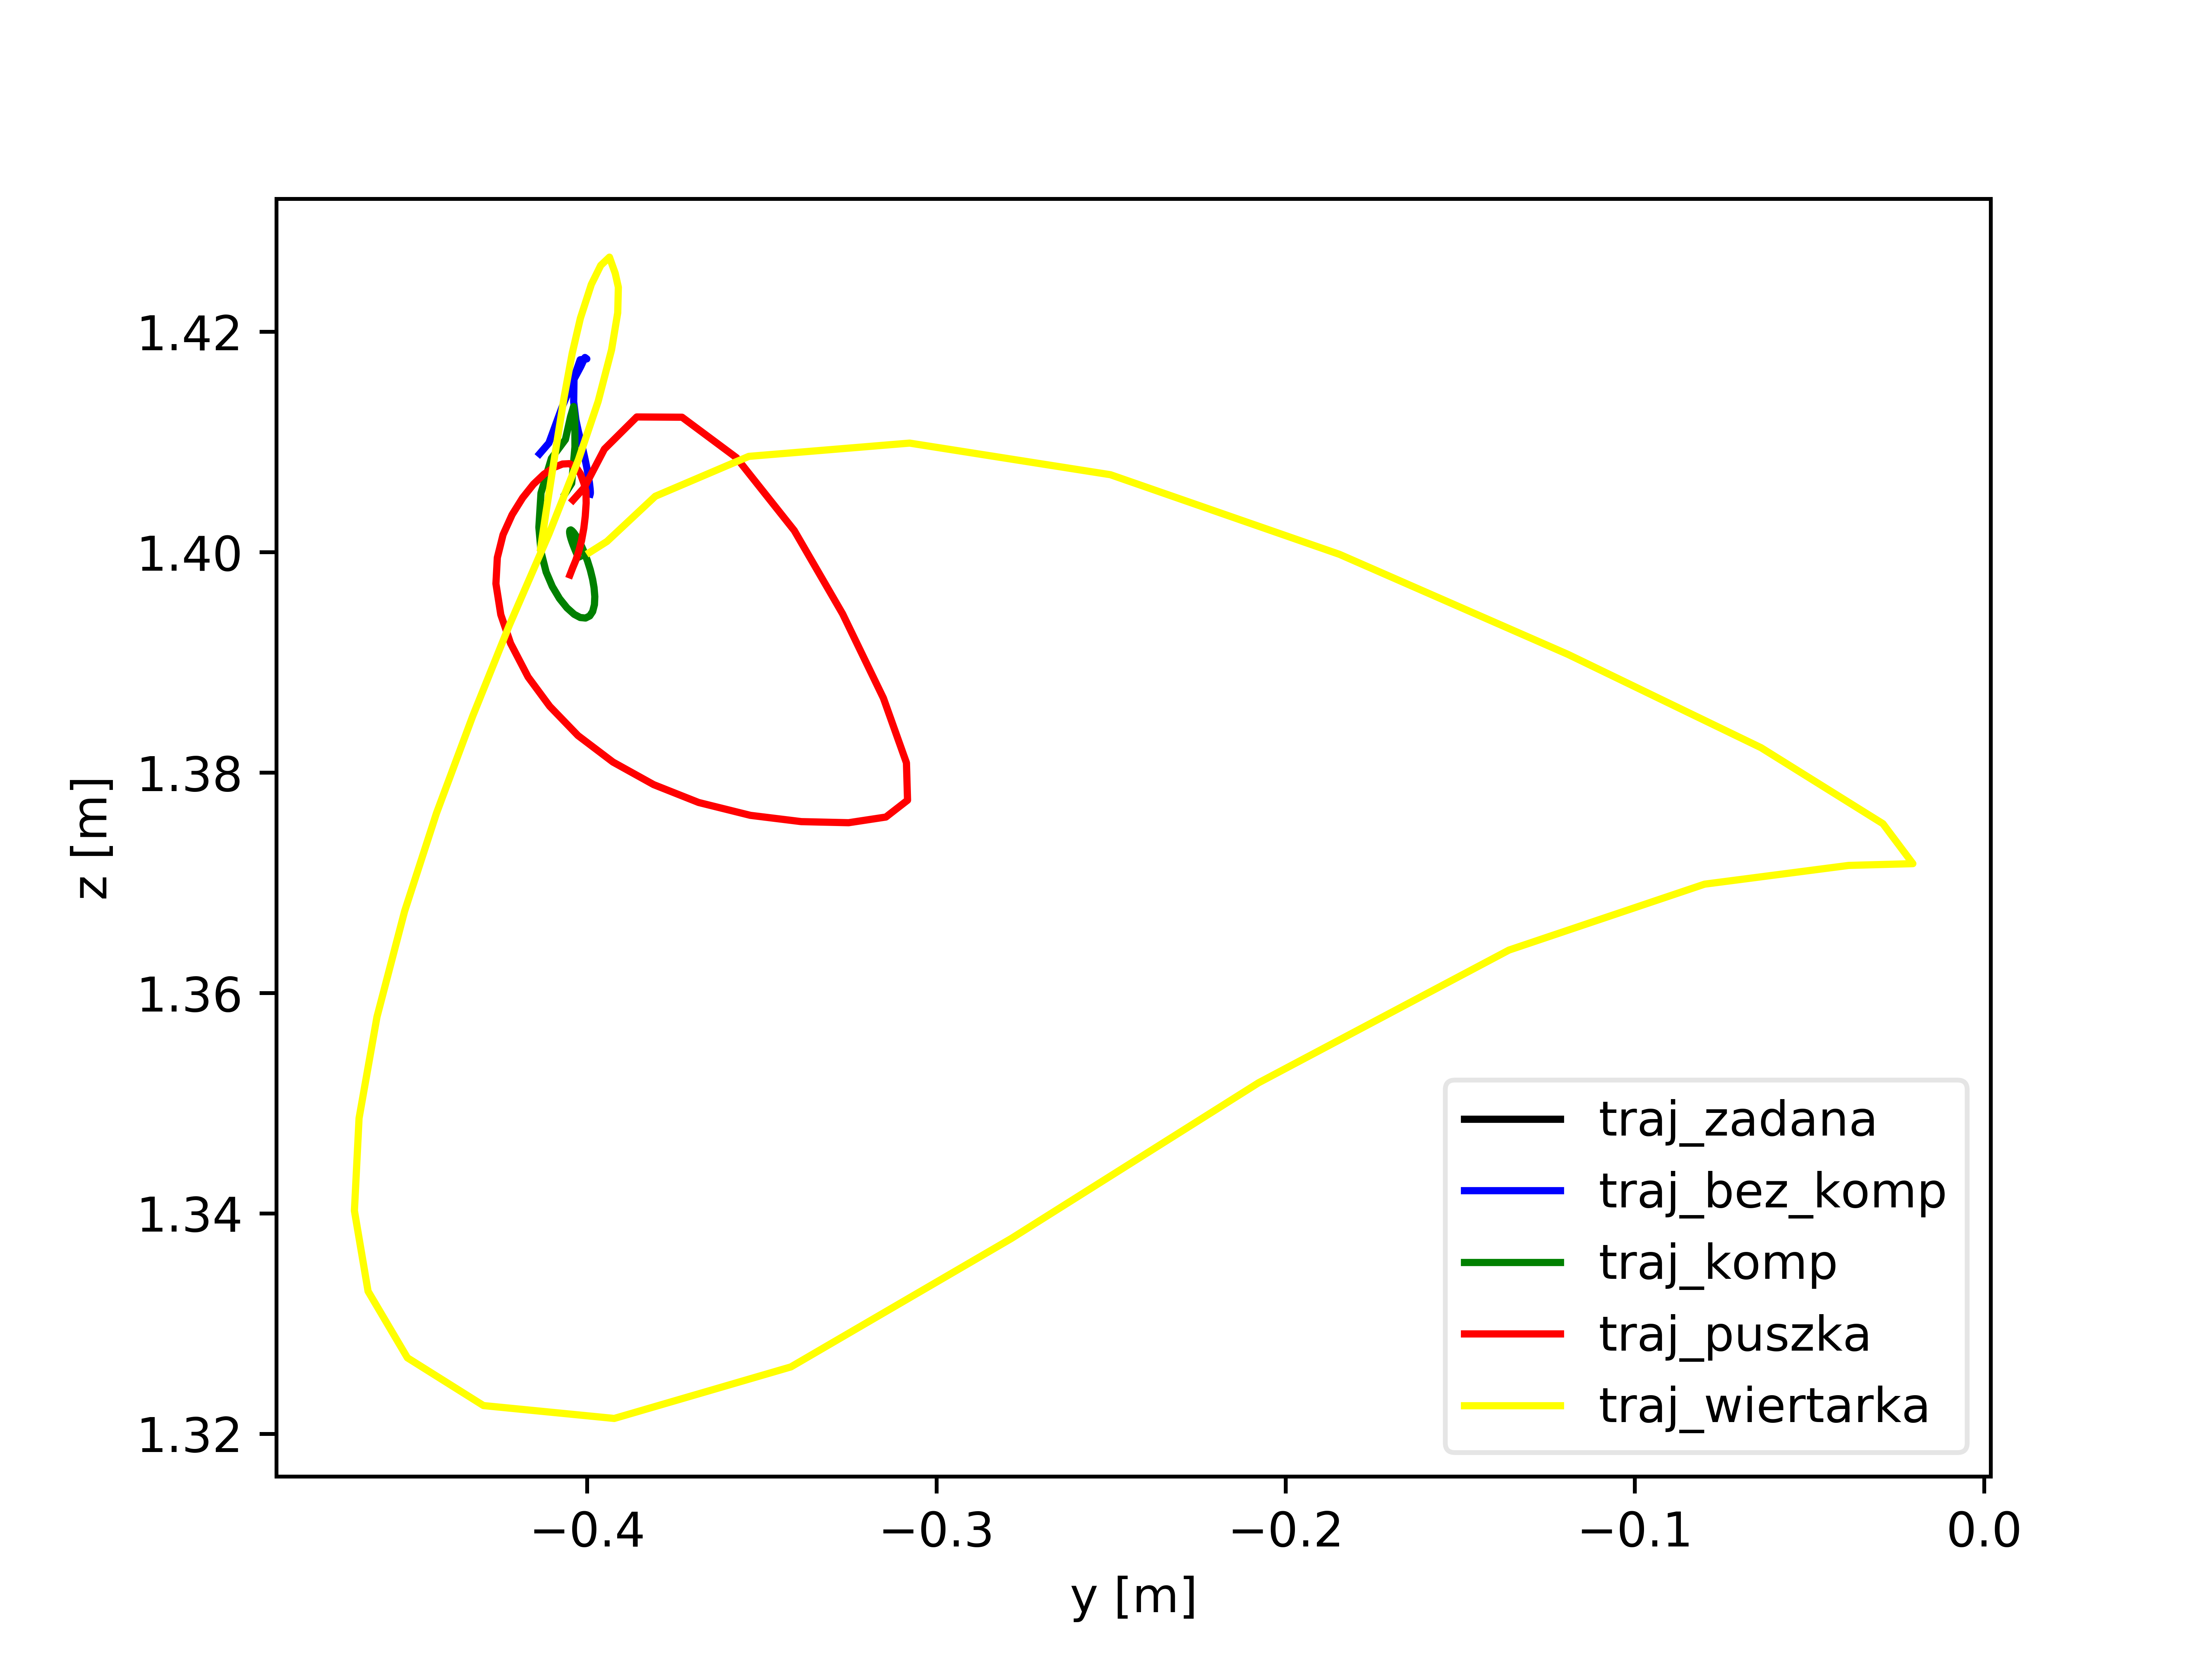 1.42
1.40
1.38
1.36
1.34
1.32
z [m]
−0.4
−0.3
−0.2
−0.1
0.0
y [m]
traj_zadana
traj_bez_komp
traj_komp
traj_puszka
traj_wiertarka